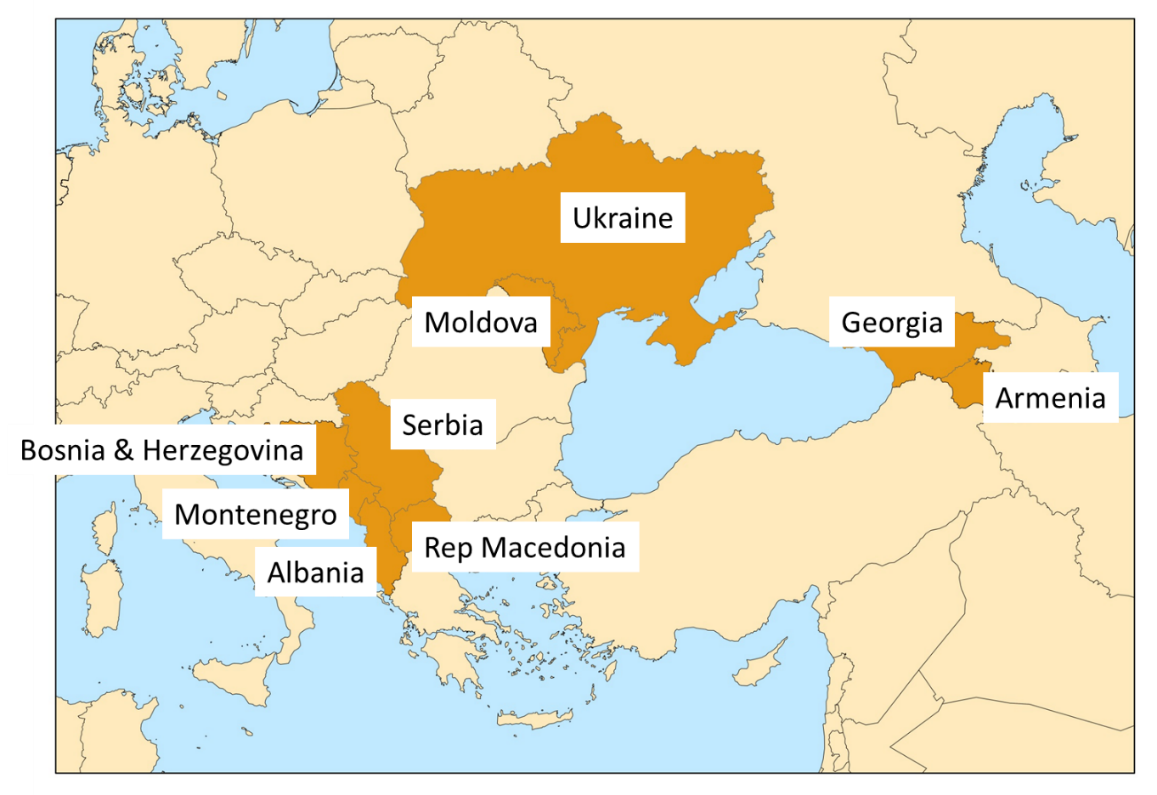 Ukraine
Moldova
Georgia
Armenia
Serbia
Bosnia & Herzegovina
Montenegro
Rep Macedonia
Albania